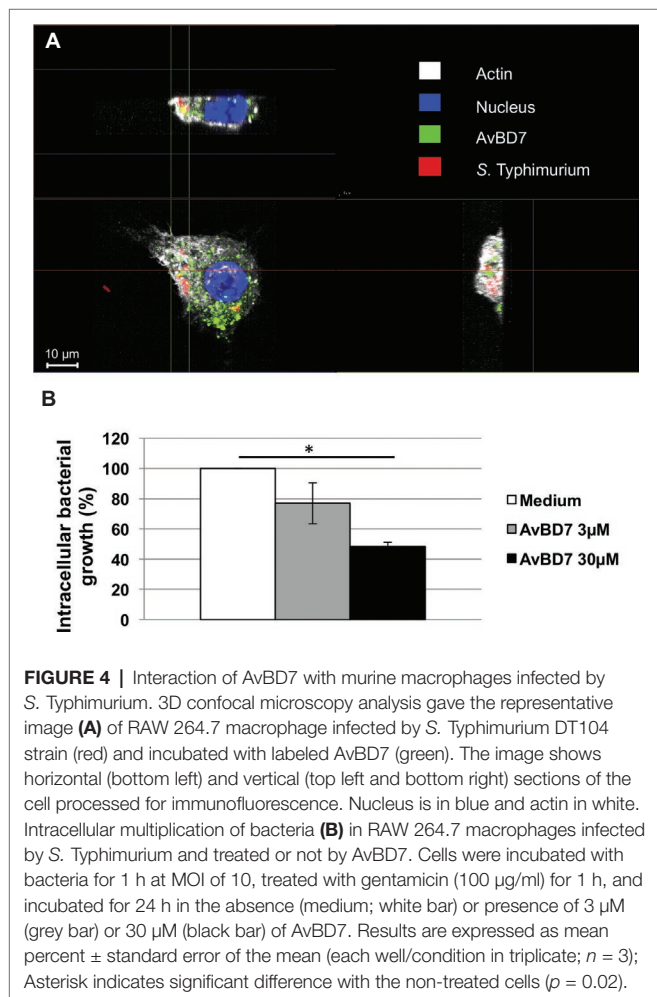 A
Actin
Nucleus
AvBD7
S. Typhimurium
10 µm
B
Intracellular bacterial
growth (%)
120
100
80
60
40
20
0
*
Medium
AvBD7 3µM
AvBD7 30µM
FIGURE 4 | Interaction of AvBD7 with murine macrophages infected by
S. Typhimurium. 3D confocal microscopy analysis gave the representative
image (A) of RAW 264.7 macrophage infected by S. Typhimurium DT104
strain (red) and incubated with labeled AvBD7 (green). The image shows
horizontal (bottom left) and vertical (top left and bottom right) sections of the
cell processed for immunofluorescence. Nucleus is in blue and actin in white.
Intracellular multiplication of bacteria (B) in RAW 264.7 macrophages infected
by S. Typhimurium and treated or not by AvBD7. Cells were incubated with
bacteria for 1 h at MOI of 10, treated with gentamicin (100 µg/ml) for 1 h, and
incubated for 24 h in the absence (medium; white bar) or presence of 3 µM
(grey bar) or 30 µM (black bar) of AvBD7. Results are expressed as mean
percent ± standard error of the mean (each well/condition in triplicate; n = 3);
Asterisk indicates significant difference with the non-treated cells (p = 0.02).